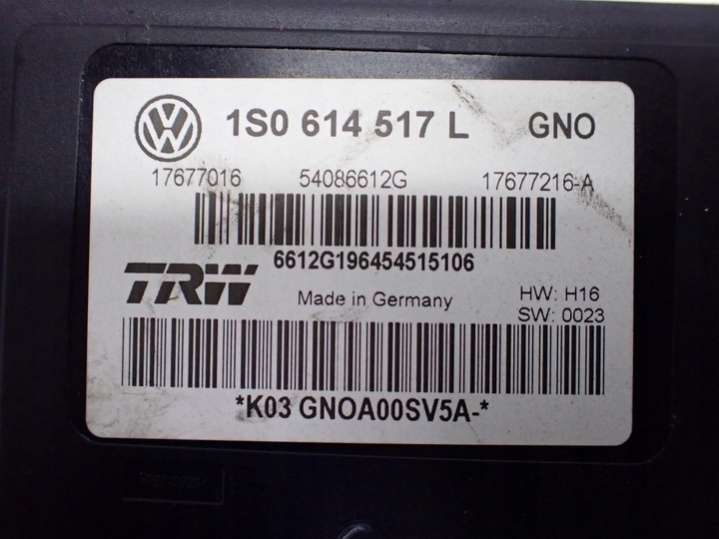 1S0 614 517 L GNO
17677016 54086612G 17677216-A
6612G196454515106
TRW Made in Germany HW: H16
SW: 0023
*K03 GNOA00SV5A-*